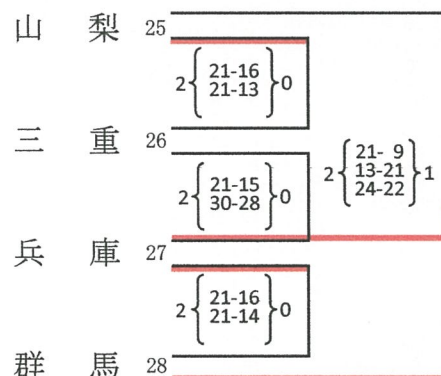 山 梨 25
2 { 21-16 21-13 } 0
三 重 26
2 { 21-15 30-28 } 0
2 { 21- 9 13-21 24-22 } 1
兵 庫 27
2 { 21-16 21-14 } 0
群 馬 28